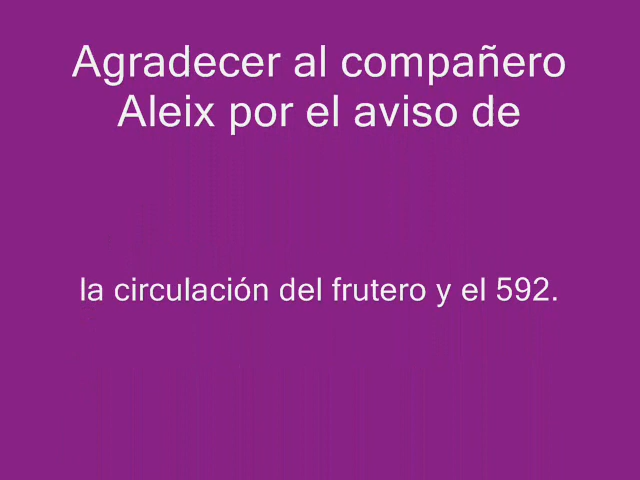 Agradecer al compañero
Aleix por el aviso de
la circulación del frutero y el 592.